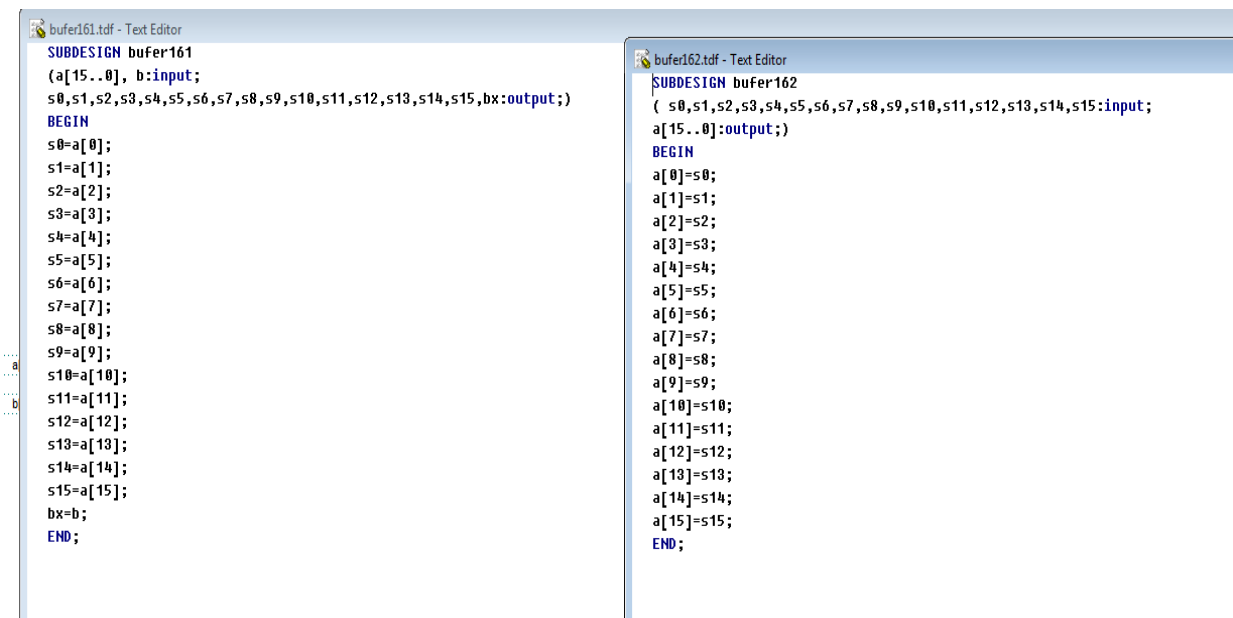 bufer161.tdf - Text Editor
SUBDESIGN bufer161
(a[15..0], b:input;
s0,s1,s2,s3,s4,s5,s6,s7,s8,s9,s10,s11,s12,s13,s14,s15,bx:output;)
BEGIN
s0=a[0];
s1=a[1];
s2=a[2];
s3=a[3];
s4=a[4];
s5=a[5];
s6=a[6];
s7=a[7];
s8=a[8];
s9=a[9];
s10=a[10];
s11=a[11];
s12=a[12];
s13=a[13];
s14=a[14];
s15=a[15];
bx=b;
END;
a
b
bufer162.tdf - Text Editor
SUBDESIGN bufer162
( s0,s1,s2,s3,s4,s5,s6,s7,s8,s9,s10,s11,s12,s13,s14,s15:input;
a[15..0]:output;)
BEGIN
a[0]=s0;
a[1]=s1;
a[2]=s2;
a[3]=s3;
a[4]=s4;
a[5]=s5;
a[6]=s6;
a[7]=s7;
a[8]=s8;
a[9]=s9;
a[10]=s10;
a[11]=s11;
a[12]=s12;
a[13]=s13;
a[14]=s14;
a[15]=s15;
END;